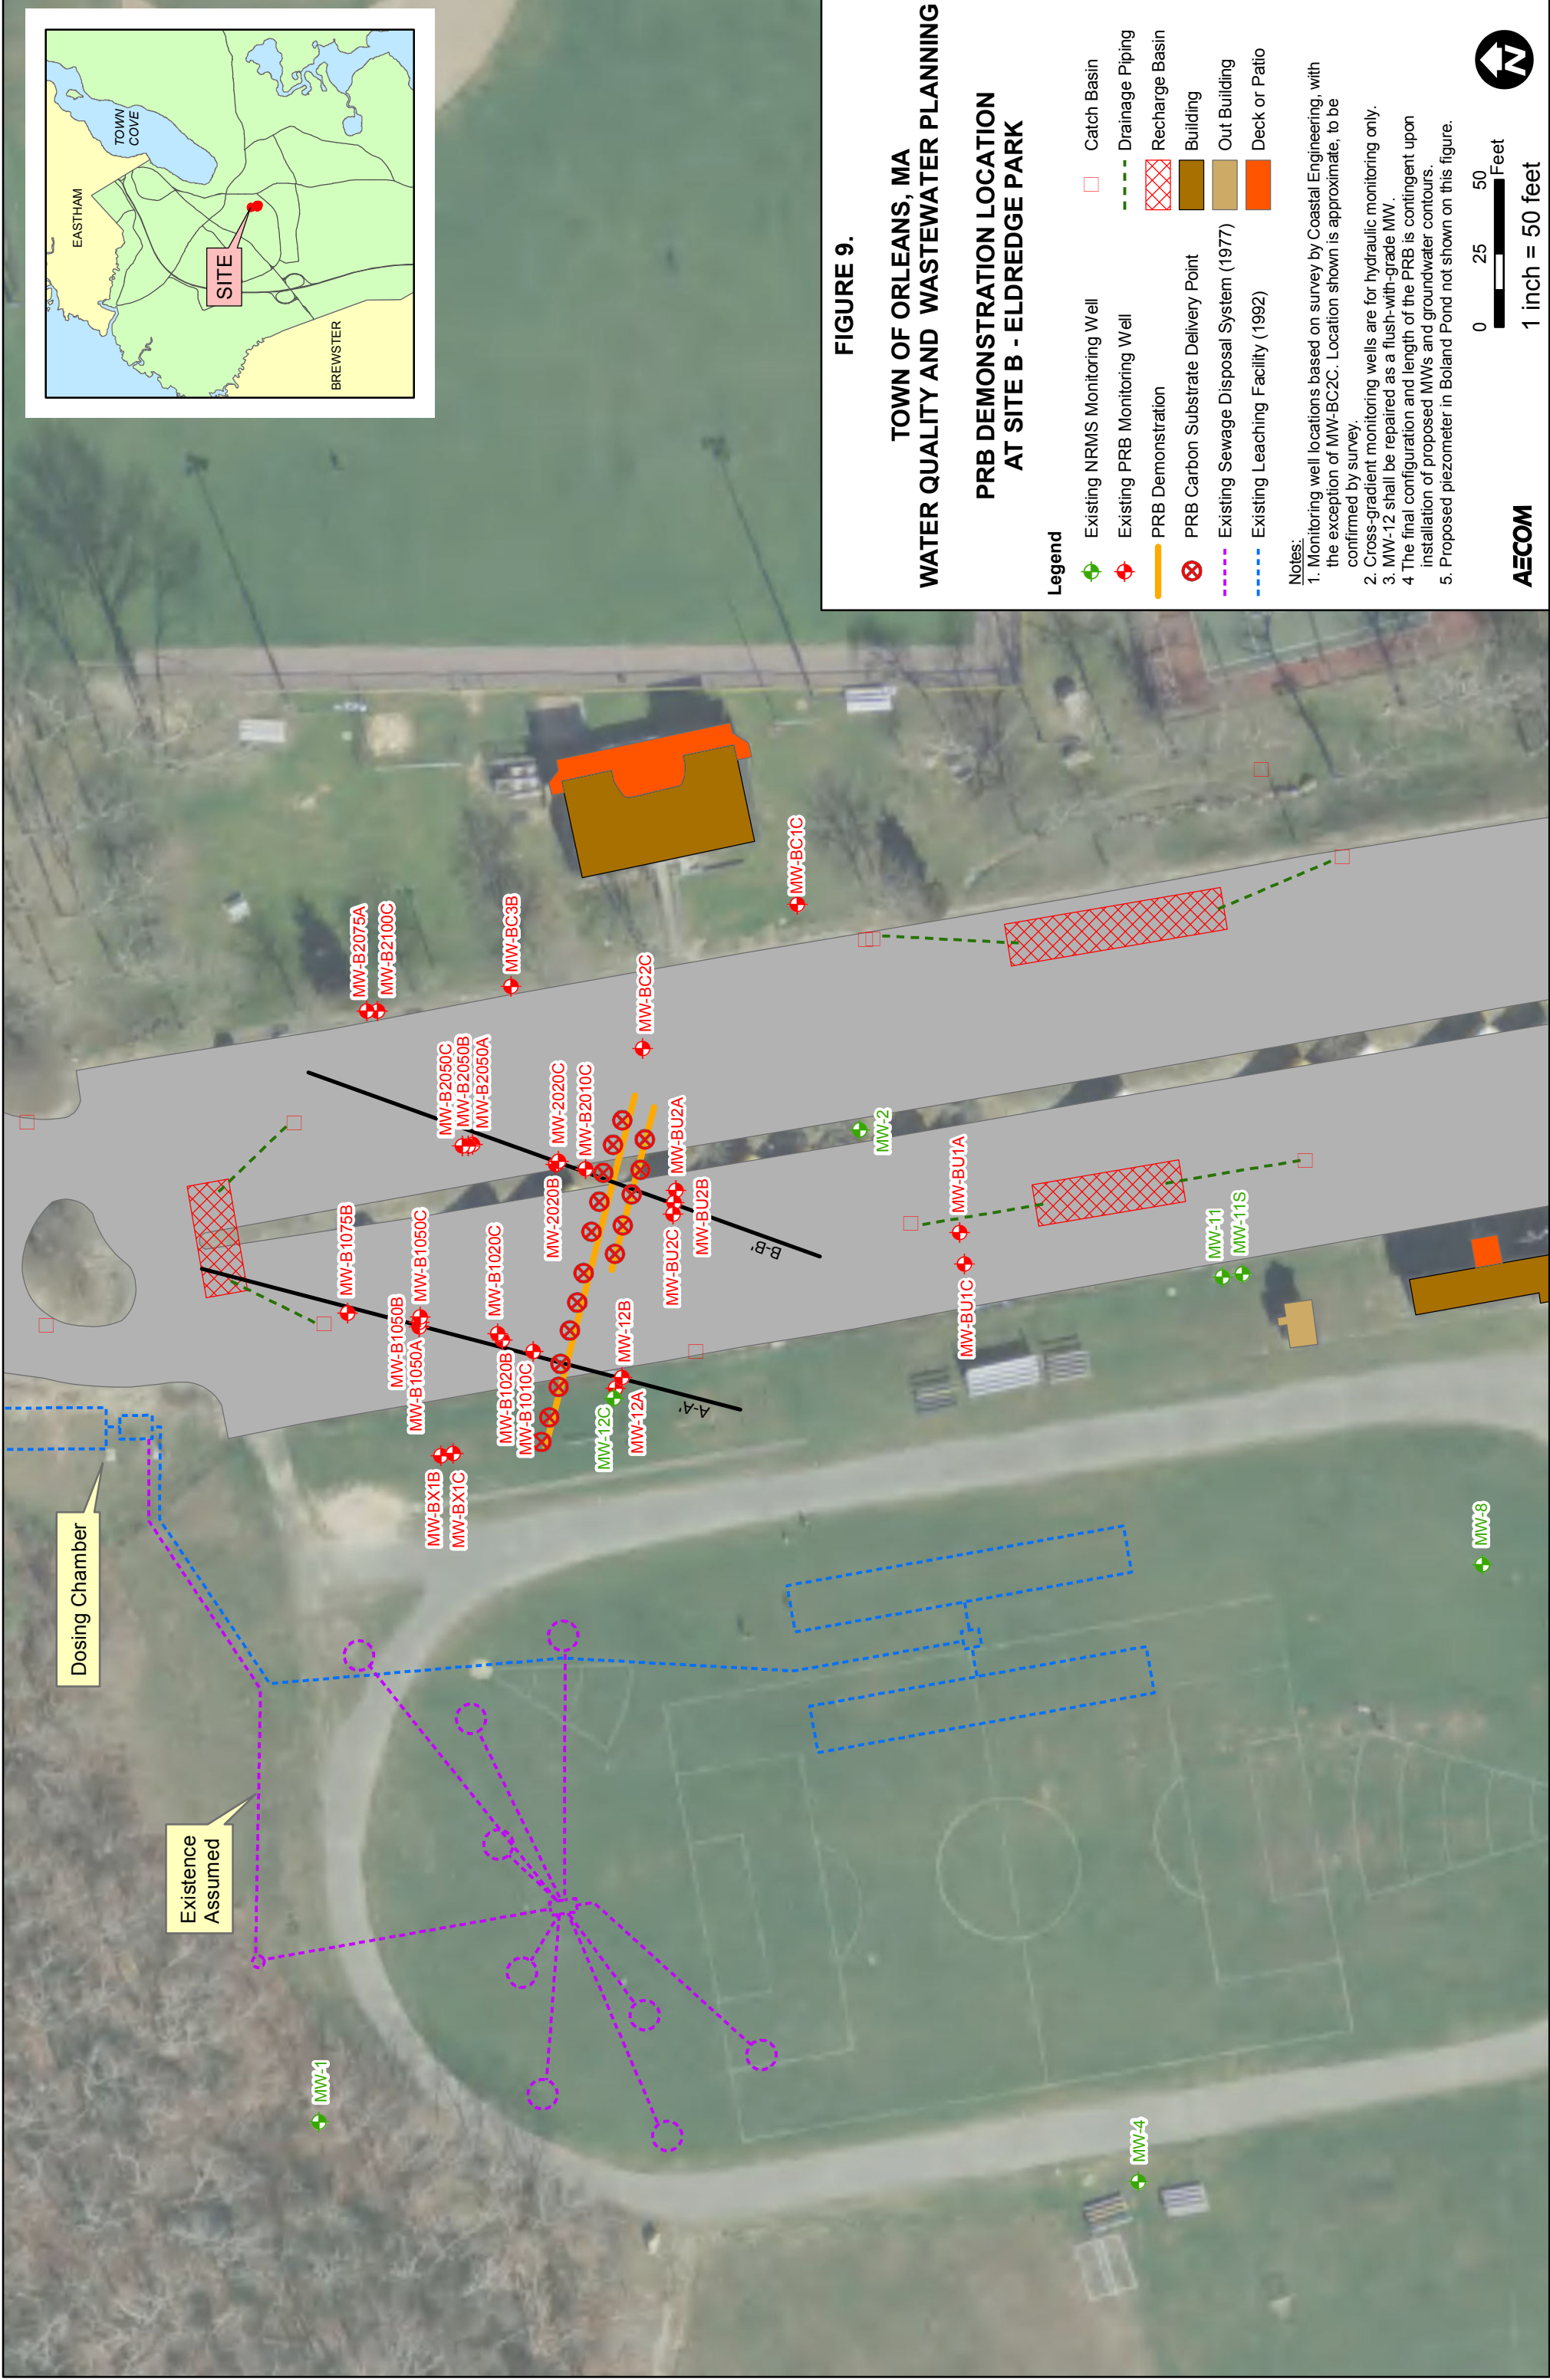 FIGURE 9.
TOWN OF ORLEANS, MA
WATER QUALITY AND WASTEWATER PLANNING
PRB DEMONSTRATION LOCATION
AT SITE B - ELDREDGE PARK
Legend
Existing NRMS Monitoring Well
Existing PRB Monitoring Well
PRB Demonstration
PRB Carbon Substrate Delivery Point
Existing Sewage Disposal System (1977)
Existing Leaching Facility (1992)
Catch Basin
Drainage Piping
Recharge Basin
Building
Out Building
Deck or Patio
Notes:
1. Monitoring well locations based on survey by Coastal Engineering, with
the exception of MW-BC2C. Location shown is approximate, to be
confirmed by survey.
2. Cross-gradient monitoring wells are for hydraulic monitoring only.
3. MW-12 shall be repaired as a flush-with-grade MW.
4 The final configuration and length of the PRB is contingent upon
installation of proposed MWs and groundwater contours.
5. Proposed piezometer in Boland Pond not shown on this figure.
AECOM
0 25 50
Feet
1 inch = 50 feet
N
EASTHAM
TOWN
COVE
SITE
BREWSTER
Dosing Chamber
Existence
Assumed
MW-1
MW-4
MW-8
MW-BX1B
MW-BX1C
MW-B1075B
MW-B1050C
MW-B1050B
MW-B1050A
MW-B1020C
MW-B1020B
MW-B1010C
MW-12C
MW-12B
MW-12A
A-A'
MW-B2075A
MW-B2100C
MW-BC3B
MW-B2050C
MW-B2050B
MW-B2050A
MW-2020C
MW-B2010C
MW-2020B
MW-BC2C
MW-BC1C
MW-BU2A
MW-BU2B
MW-BU2C
B-B'
MW-2
MW-BU1A
MW-BU1C
MW-11
MW-11S